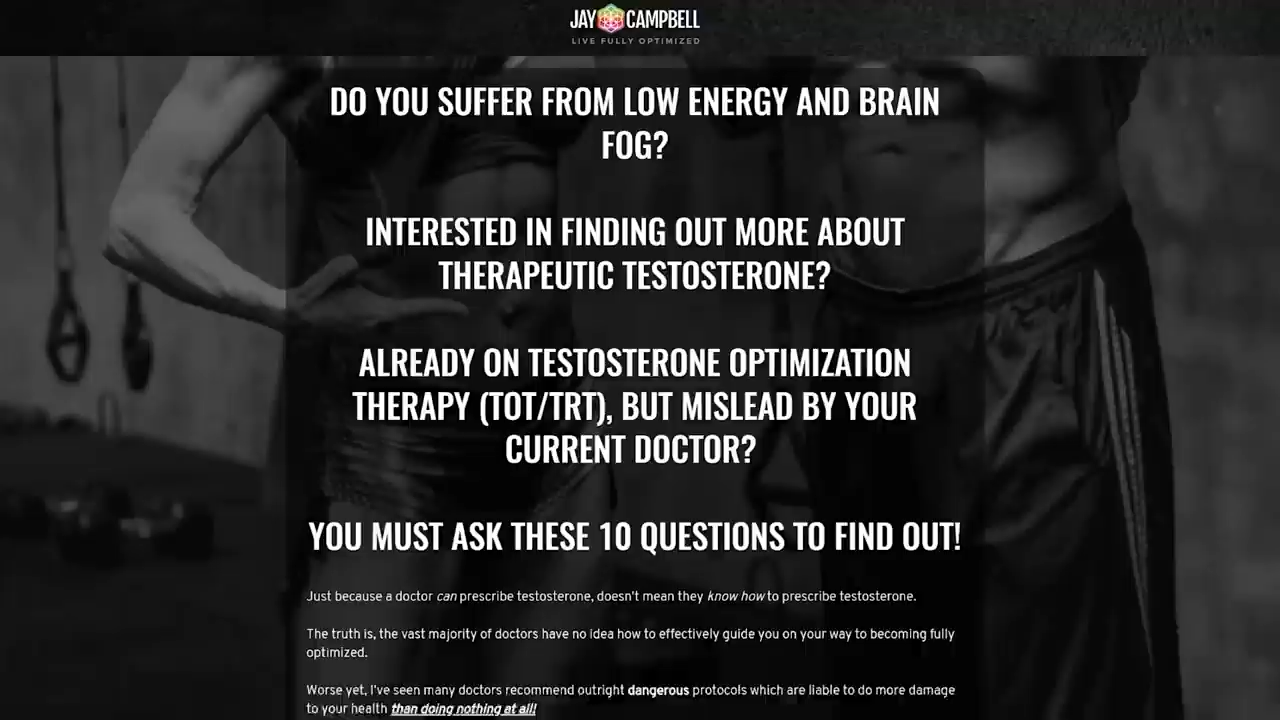 JAY CAMPBELL
LIVE FULLY OPTIMIZED
DO YOU SUFFER FROM LOW ENERGY AND BRAIN
FOG?
INTERESTED IN FINDING OUT MORE ABOUT
THERAPEUTIC TESTOSTERONE?
ALREADY ON TESTOSTERONE OPTIMIZATION
THERAPY (TOT/TRT), BUT MISLEAD BY YOUR
CURRENT DOCTOR?
YOU MUST ASK THESE 10 QUESTIONS TO FIND OUT!
Just because a doctor can prescribe testosterone, doesn't mean they know how to prescribe testosterone.
The truth is, the vast majority of doctors have no idea how to effectively guide you on your way to becoming fully
optimized.
Worse yet, I've seen many doctors recommend outright dangerous protocols which are liable to do more damage
to your health than doing nothing at all!